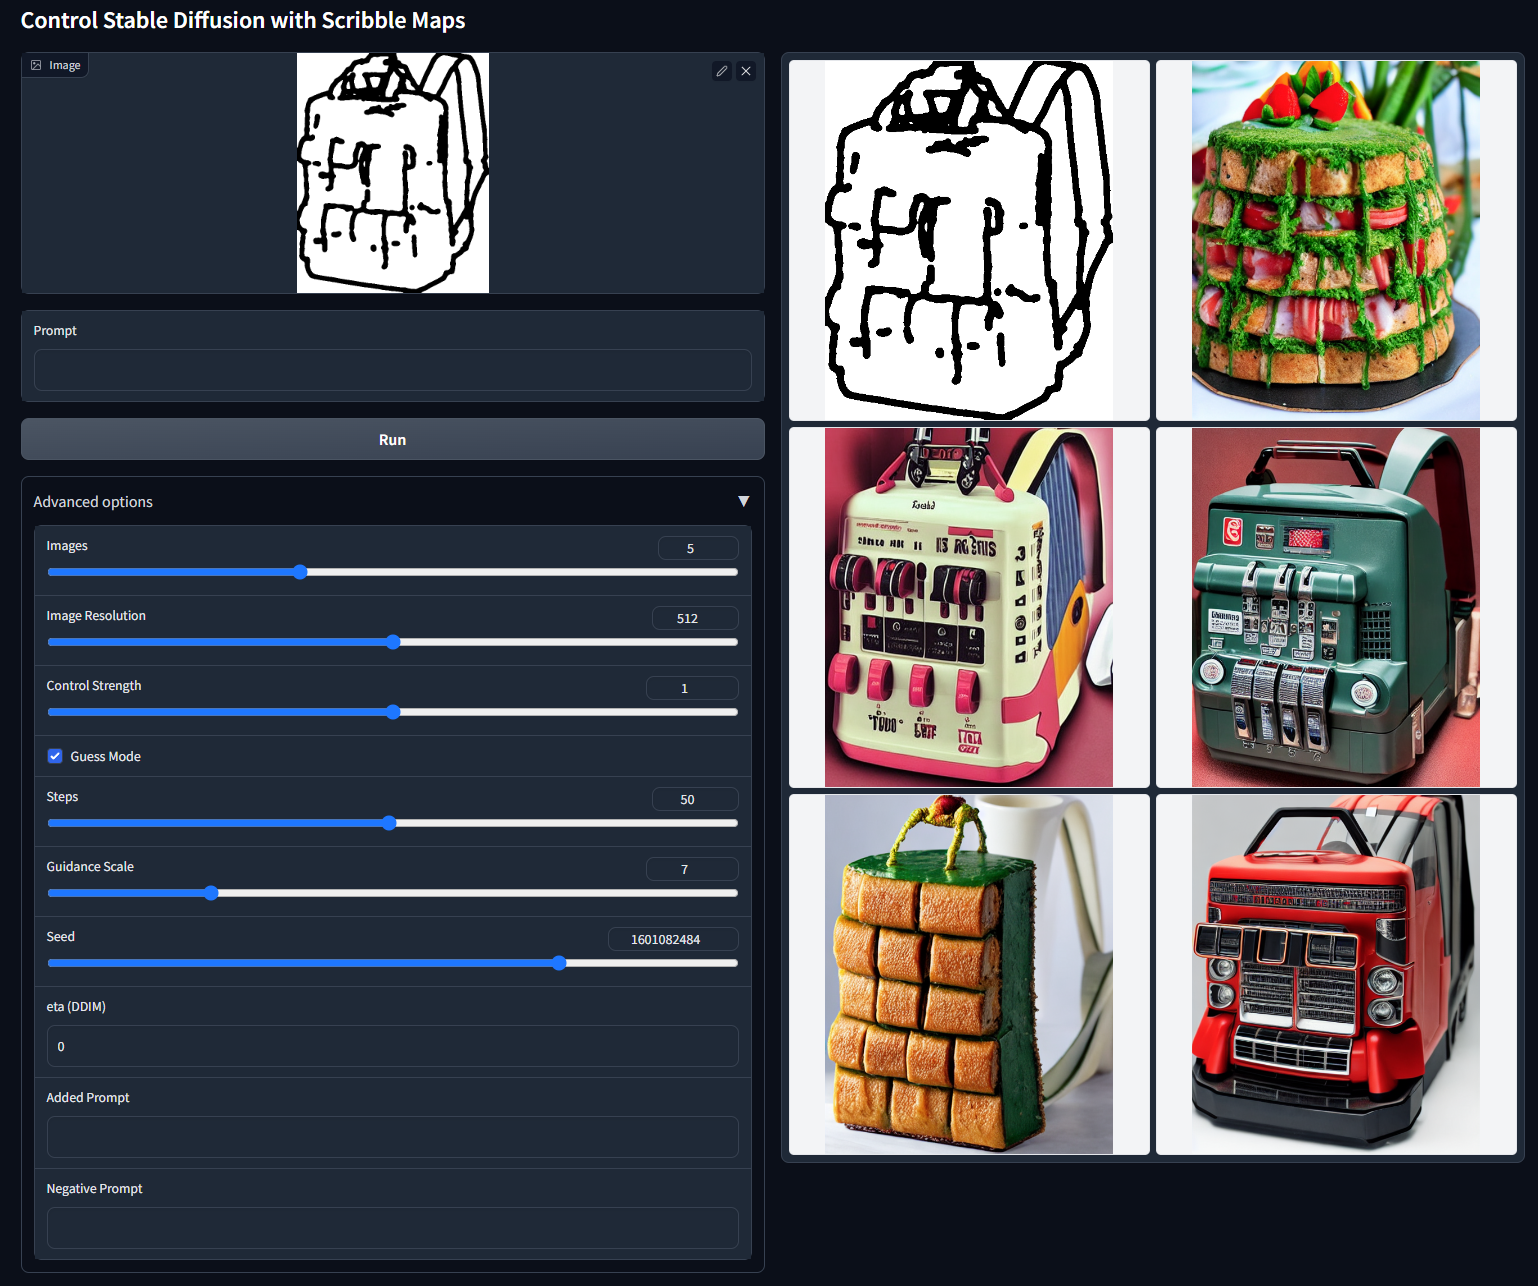 Control Stable Diffusion with Scribble Maps
Image
Prompt
Run
Advanced options
Images
5
Image Resolution
512
Control Strength
1
Guess Mode
Steps
50
Guidance Scale
7
Seed
1601082484
eta (DDIM)
0
Added Prompt
Negative Prompt